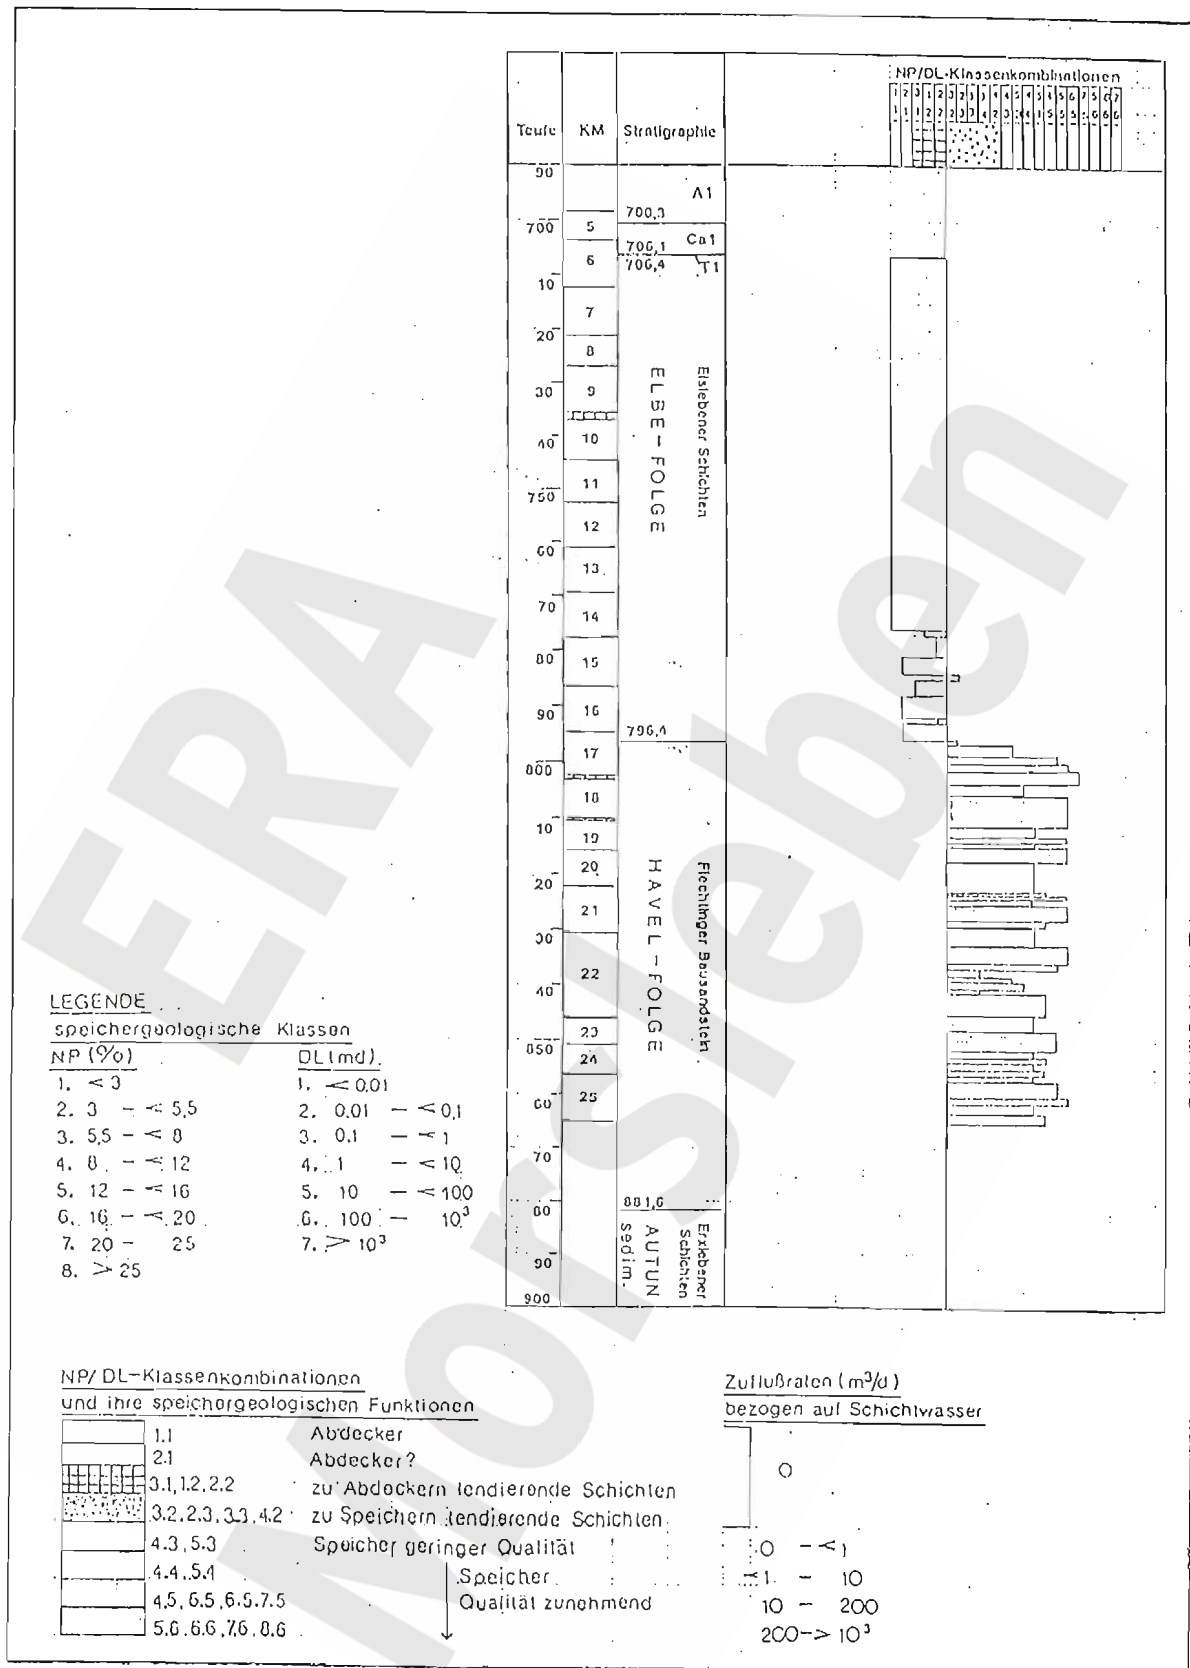 NP/DL-Klassenkombinationen
Teufe KM Stratigraphie
90
A1
700,3
700 5
Ca1
706,1
6 706,4 T1
10
7
20
8
30 9
40 10
11
750
12
60
13
70
14
80 15
16
90
796,4
17
800
18
10
19
20
20
21
30
22
40
23
850
24
25
60
70
881,6
80
90
900
ELBE-FOLGE
Eislebener Schichten
HAVEL-FOLGE
Flechtinger Bausandstein
AUTUN
sedim.
Erxlebener
Schichten
LEGENDE
speichergeologische Klassen
NP (%) DL (md)
1. < 3 1. < 0,01
2. 3 - < 5,5 2. 0,01 - < 0,1
3. 5,5 - < 8 3. 0,1 - < 1
4. 8 - < 12 4. 1 - < 10
5. 12 - < 16 5. 10 - < 100
6. 16 - < 20 6. 100 - 10³
7. 20 - 25 7. > 10³
8. > 25
NP/DL-Klassenkombinationen
und ihre speichergeologischen Funktionen
1.1 Abdecker
2.1 Abdecker?
3.1, 1.2, 2.2 zu Abdeckern tendierende Schichten
3.2, 2.3, 3.3, 4.2 zu Speichern tendierende Schichten
4.3, 5.3 Speicher geringer Qualität
4.4, 5.4 Speicher
4.5, 6.5, 6.5, 7.5 Qualität zunehmend
5.6, 6.6, 7.6, 8.6
Zuflußraten (m³/d)
bezogen auf Schichtwasser
0
0 - < 1
< 1 - 10
10 - 200
200 - > 10³
ERA
Morsleben